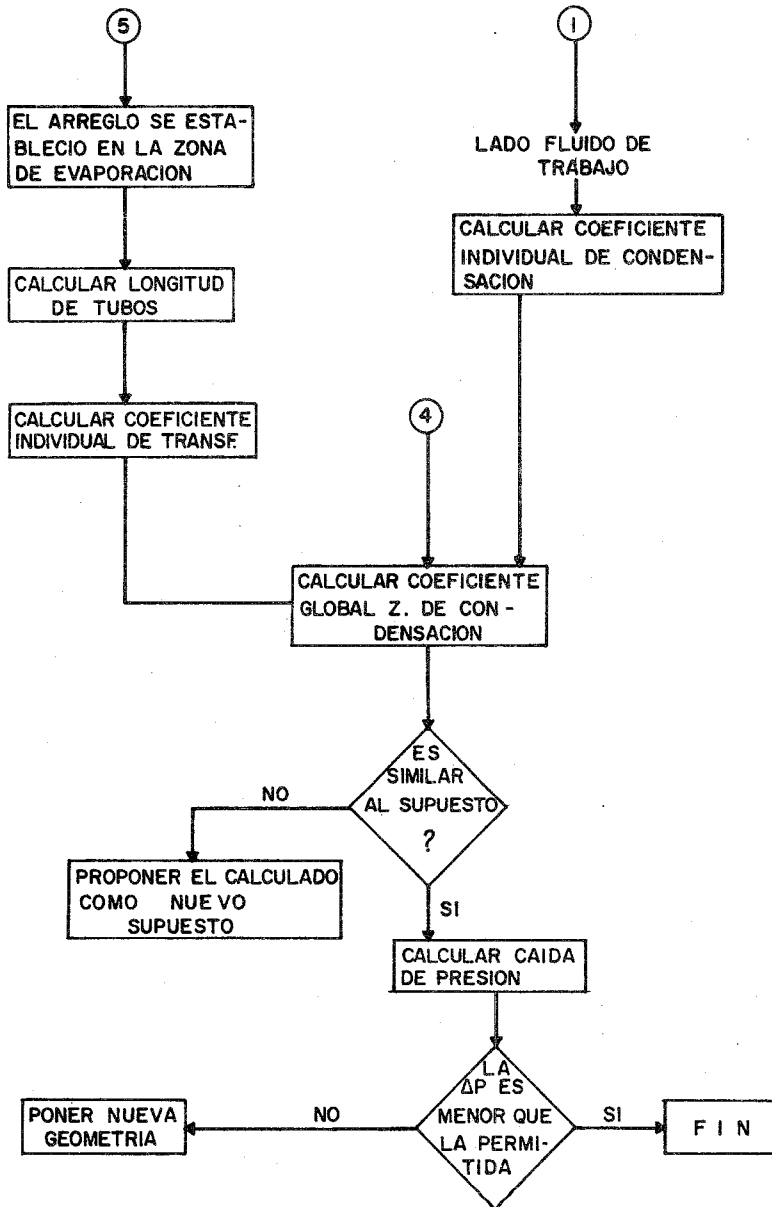 5
EL ARREGLO SE ESTA-
BLECIO EN LA ZONA
DE EVAPORACION
CALCULAR LONGITUD
DE TUBOS
CALCULAR COEFICIENTE
INDIVIDUAL DE TRANSF.
1
LADO FLUIDO DE
TRABAJO
CALCULAR COEFICIENTE
INDIVIDUAL DE CONDEN-
SACION
4
CALCULAR COEFICIENTE
GLOBAL Z. DE CON-
DENSACION
ES
SIMILAR
AL SUPUESTO
?
NO
PROPONER EL CALCULADO
COMO NUEVO
SUPUESTO
SI
CALCULAR CAIDA
DE PRESION
LA
ΔP ES
MENOR QUE
LA PERMI-
TIDA
NO
PONER NUEVA
GEOMETRIA
SI
FIN